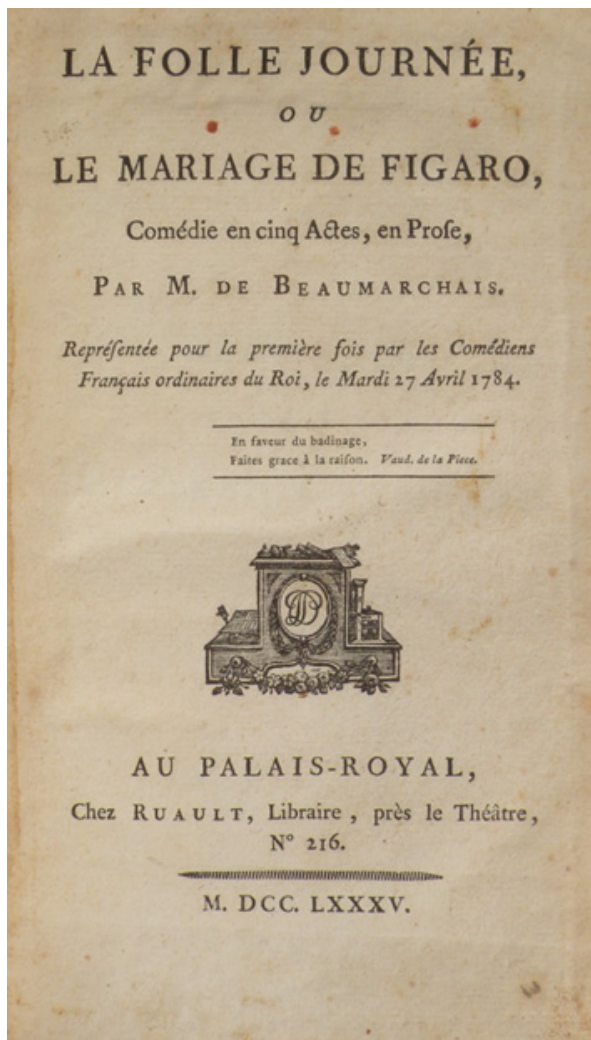 LA FOLLE JOURNÉE,
OU
LE MARIAGE DE FIGARO,
Comédie en cinq Actes, en Proſe,
PAR M. DE BEAUMARCHAIS.
Repréſentée pour la première fois par les Comédiens
Français ordinaires du Roi, le Mardi 27 Avril 1784.
En faveur du badinage,
Faites grace à la raiſon. Vaud. de la Piece.
AU PALAIS-ROYAL,
Chez RUAULT, Libraire, près le Théâtre,
N° 216.
M. DCC. LXXXV.